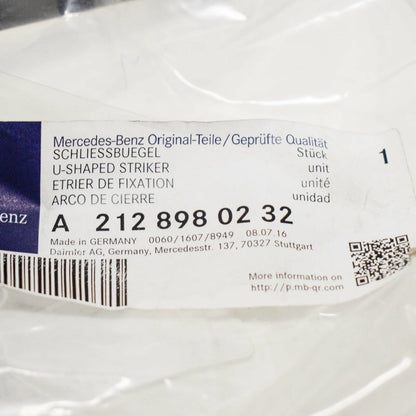 Mercedes-Benz Original-Teile/Geprüfte Qualität
SCHLIESSBUEGEL Stück 1
U-SHAPED STRIKER unit
ETRIER DE FIXATION unité
ARCO DE CIERRE unidad
enz
A 212 898 02 32
Made in GERMANY 0060/1607/8949 08.07.16
Daimler AG, Germany, Mercedesstr. 137, 70327 Stuttgart
More information on
http://p.mb-qr.com/